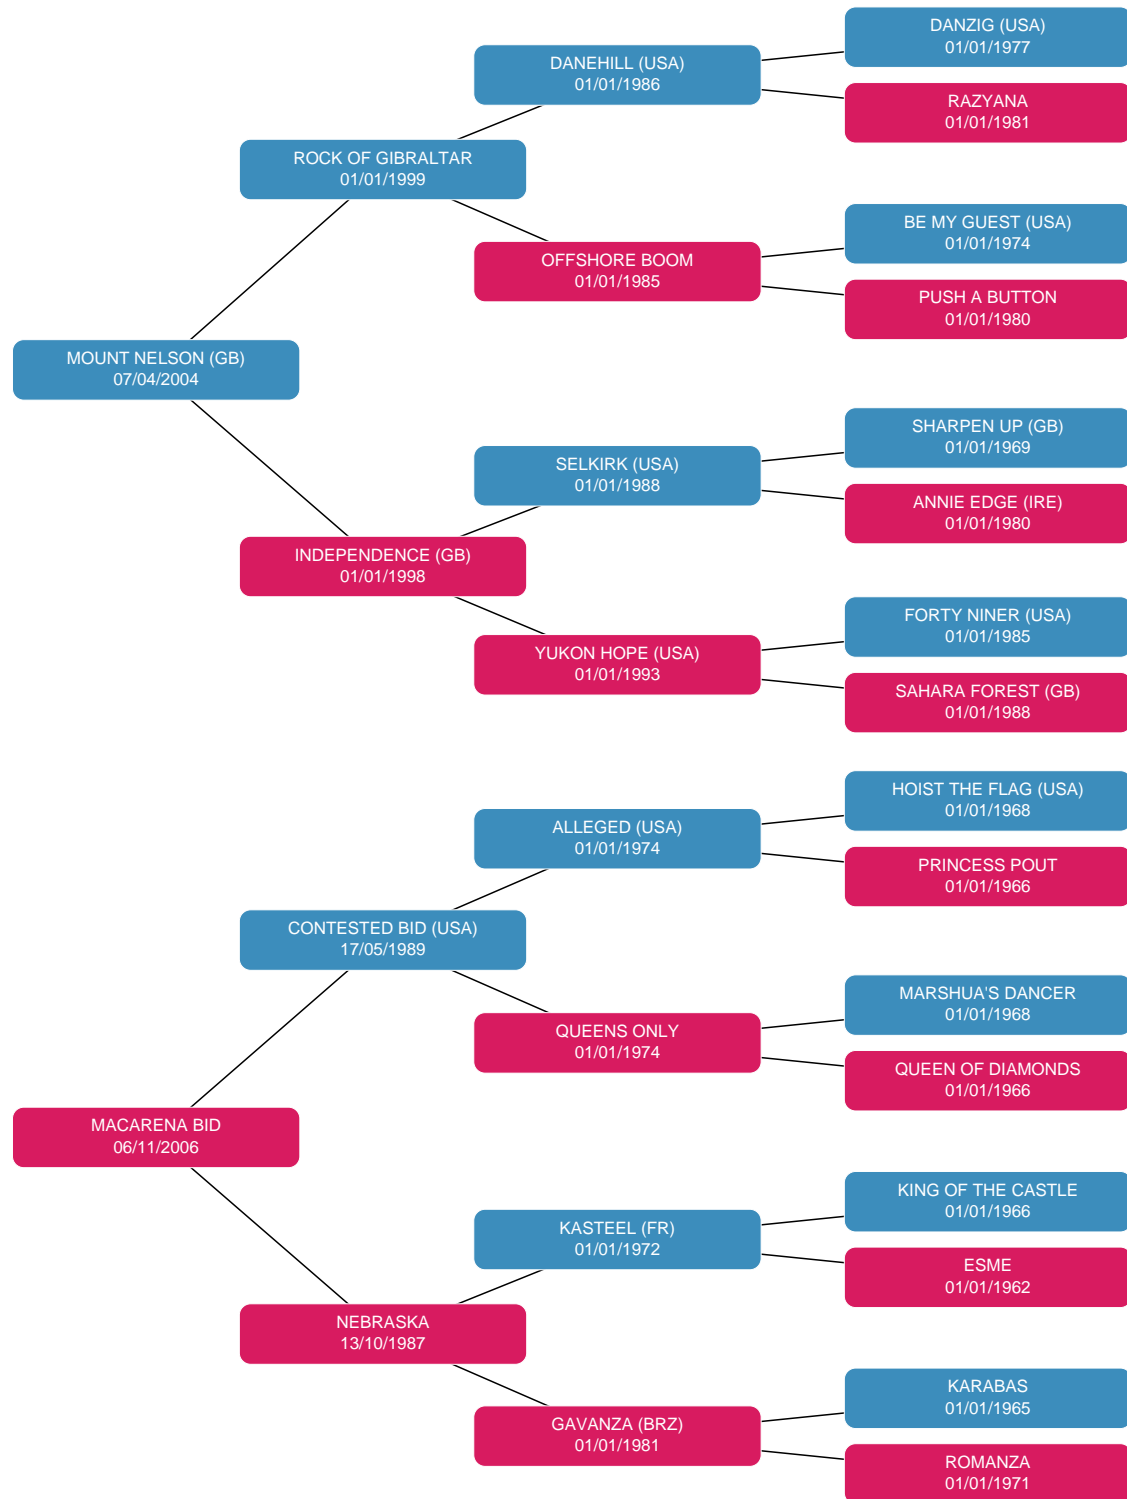 DANZIG (USA)
01/01/1977
DANEHILL (USA)
01/01/1986
RAZYANA
01/01/1981
ROCK OF GIBRALTAR
01/01/1999
BE MY GUEST (USA)
01/01/1974
OFFSHORE BOOM
01/01/1985
PUSH A BUTTON
01/01/1980
MOUNT NELSON (GB)
07/04/2004
SHARPEN UP (GB)
01/01/1969
SELKIRK (USA)
01/01/1988
ANNIE EDGE (IRE)
01/01/1980
INDEPENDENCE (GB)
01/01/1998
FORTY NINER (USA)
01/01/1985
YUKON HOPE (USA)
01/01/1993
SAHARA FOREST (GB)
01/01/1988
HOIST THE FLAG (USA)
01/01/1968
ALLEGED (USA)
01/01/1974
PRINCESS POUT
01/01/1966
CONTESTED BID (USA)
17/05/1989
MARSHUA'S DANCER
01/01/1968
QUEENS ONLY
01/01/1974
QUEEN OF DIAMONDS
01/01/1966
MACARENA BID
06/11/2006
KING OF THE CASTLE
01/01/1966
KASTEEL (FR)
01/01/1972
ESME
01/01/1962
NEBRASKA
13/10/1987
KARABAS
01/01/1965
GAVANZA (BRZ)
01/01/1981
ROMANZA
01/01/1971